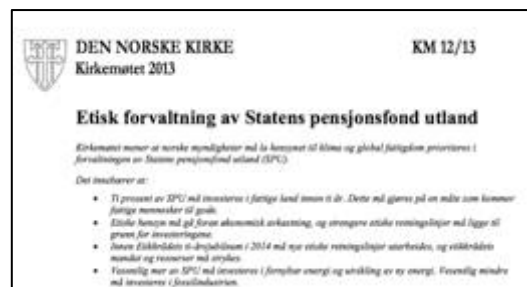 DEN NORSKE KIRKE KM 12/13
Kirkemøtet 2013
Etisk forvaltning av Statens pensjonsfond utland
Kirkemøtet mener at norske myndigheter må la hensynet til klima og global fattigdom prioriteres i
forvaltningen av Statens pensjonsfond utland (SPU).
Det innebærer at:
• Ti prosent av SPU må investeres i fattige land innen ti år. Dette må gjøres på en måte som kommer
fattige mennesker til gode.
• Etiske hensyn må gå foran økonomisk avkastning, og strengere etiske retningslinjer må ligge til
grunn for investeringene.
• Innen Etikkrådets ti-årsjubileum i 2014 må nye etiske retningslinjer utarbeides, og etikkrådets
mandat og ressurser må styrkes.
• Vesentlig mer av SPU må investeres i fornybar energi og utvikling av ny energi. Vesentlig mindre
må investeres i fossilindustrien.